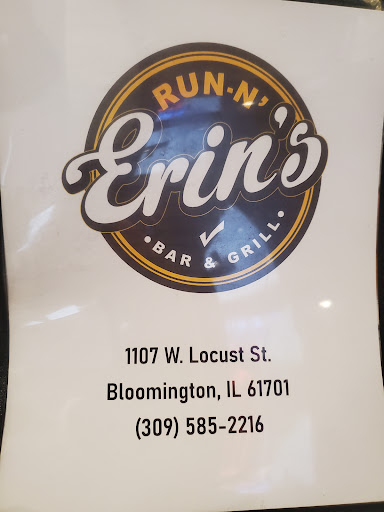 RUN-N'
Erin's
• BAR & GRILL •
1107 W. Locust St.
Bloomington, IL 61701
(309) 585-2216